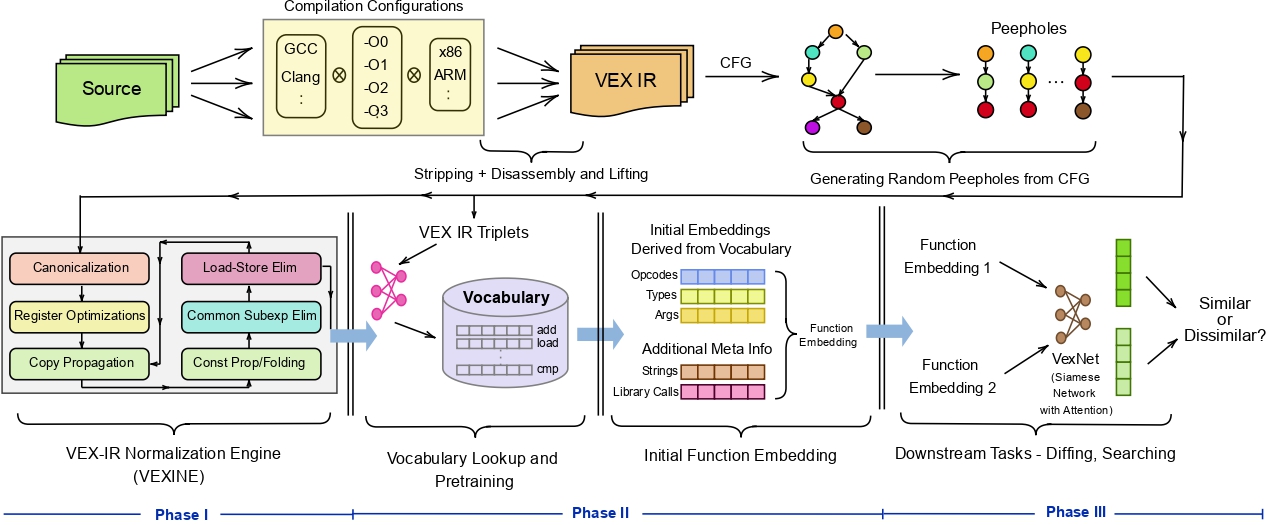 Compilation Configurations
Source
GCC
Clang
:
-O0
-O1
-O2
-O3
x86
ARM
:
VEX IR
CFG
Peepholes
...
Stripping + Disassembly and Lifting
Generating Random Peepholes from CFG
Canonicalization
Register Optimizations
Copy Propagation
Load-Store Elim
Common Subexp Elim
Const Prop/Folding
VEX-IR Normalization Engine
(VEXINE)
VEX IR Triplets
Vocabulary
add
load
cmp
Vocabulary Lookup and
Pretraining
Initial Embeddings
Derived from Vocabulary
Opcodes
Types
Args
Additional Meta Info
Strings
Library Calls
Function
Embedding
Initial Function Embedding
Function
Embedding 1
Function
Embedding 2
VexNet
(Siamese
Network
with Attention)
Similar
or
Dissimilar?
Downstream Tasks - Diffing, Searching
Phase I
Phase II
Phase III